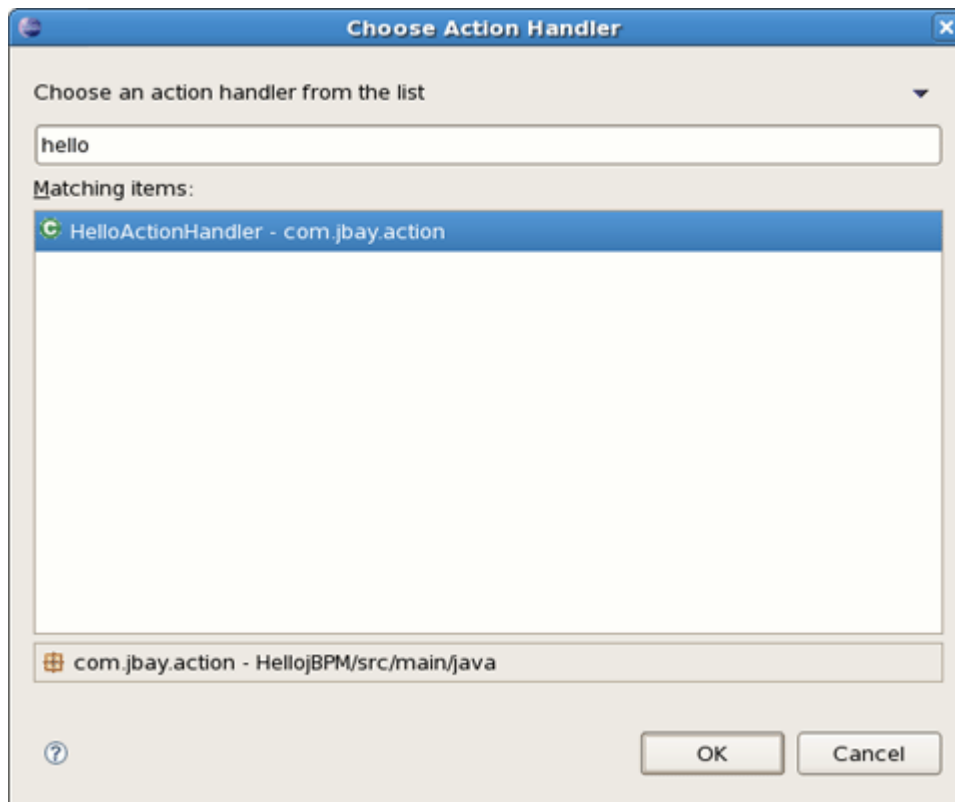 Choose Action Handler
Choose an action handler from the list
hello
Matching items:
HelloActionHandler - com.jbay.action
com.jbay.action - HellojBPM/src/main/java
OK
Cancel